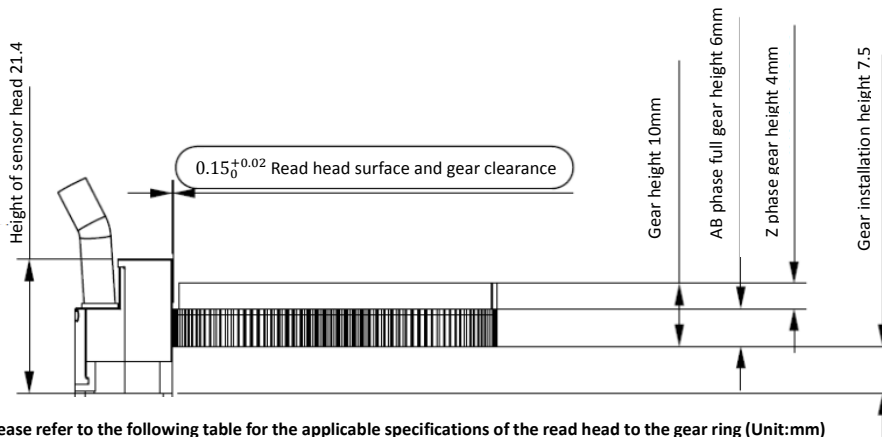 Height of sensor head 21.4
0.15 +0.02 0 Read head surface and gear clearance
Gear height 10mm
AB phase full gear height 6mm
Z phase gear height 4mm
Gear installation height 7.5
ease refer to the following table for the applicable specifications of the read head to the gear ring (Unit:mm)